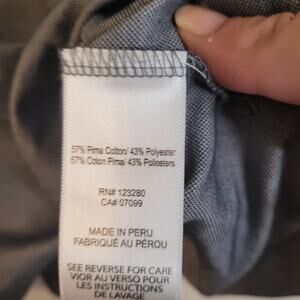 57% Pima Cotton/ 43% Polyester
57% Coton Pima/ 43% Poliesters
RN# 123280
CA# 07099
MADE IN PERU
FABRIQUÉ AU PÉROU
SEE REVERSE FOR CARE
VIOR AU VERSO POUR
LES INSTRUCTIONS
DE LAVAGE